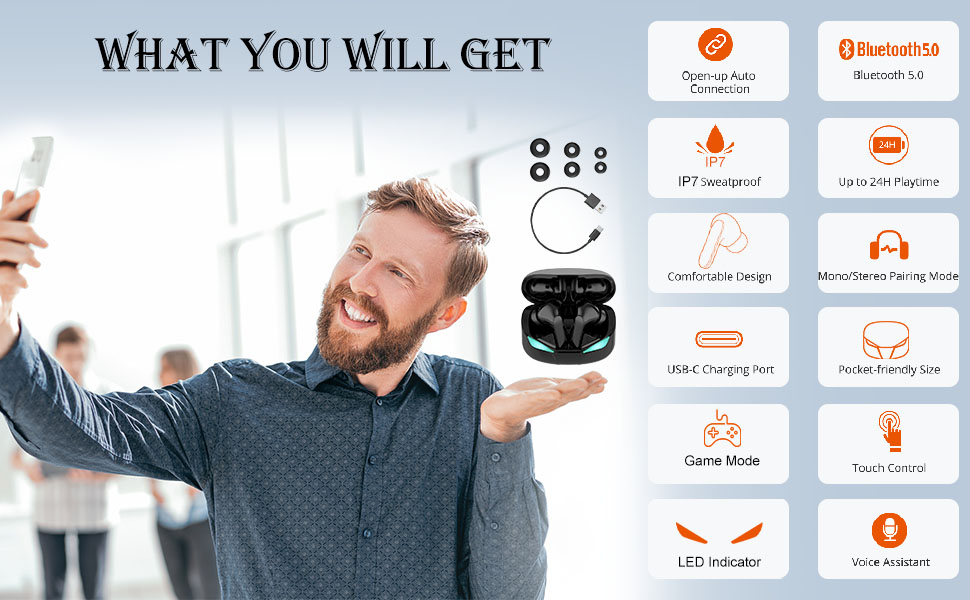 WHAT YOU WILL GET
Open-up Auto
Connection
Bluetooth 5.0
Bluetooth 5.0
IP7
IP7 Sweatproof
24H
Up to 24H Playtime
Comfortable Design
Mono/Stereo Pairing Mode
USB-C Charging Port
Pocket-friendly Size
Game Mode
Touch Control
LED Indicator
Voice Assistant